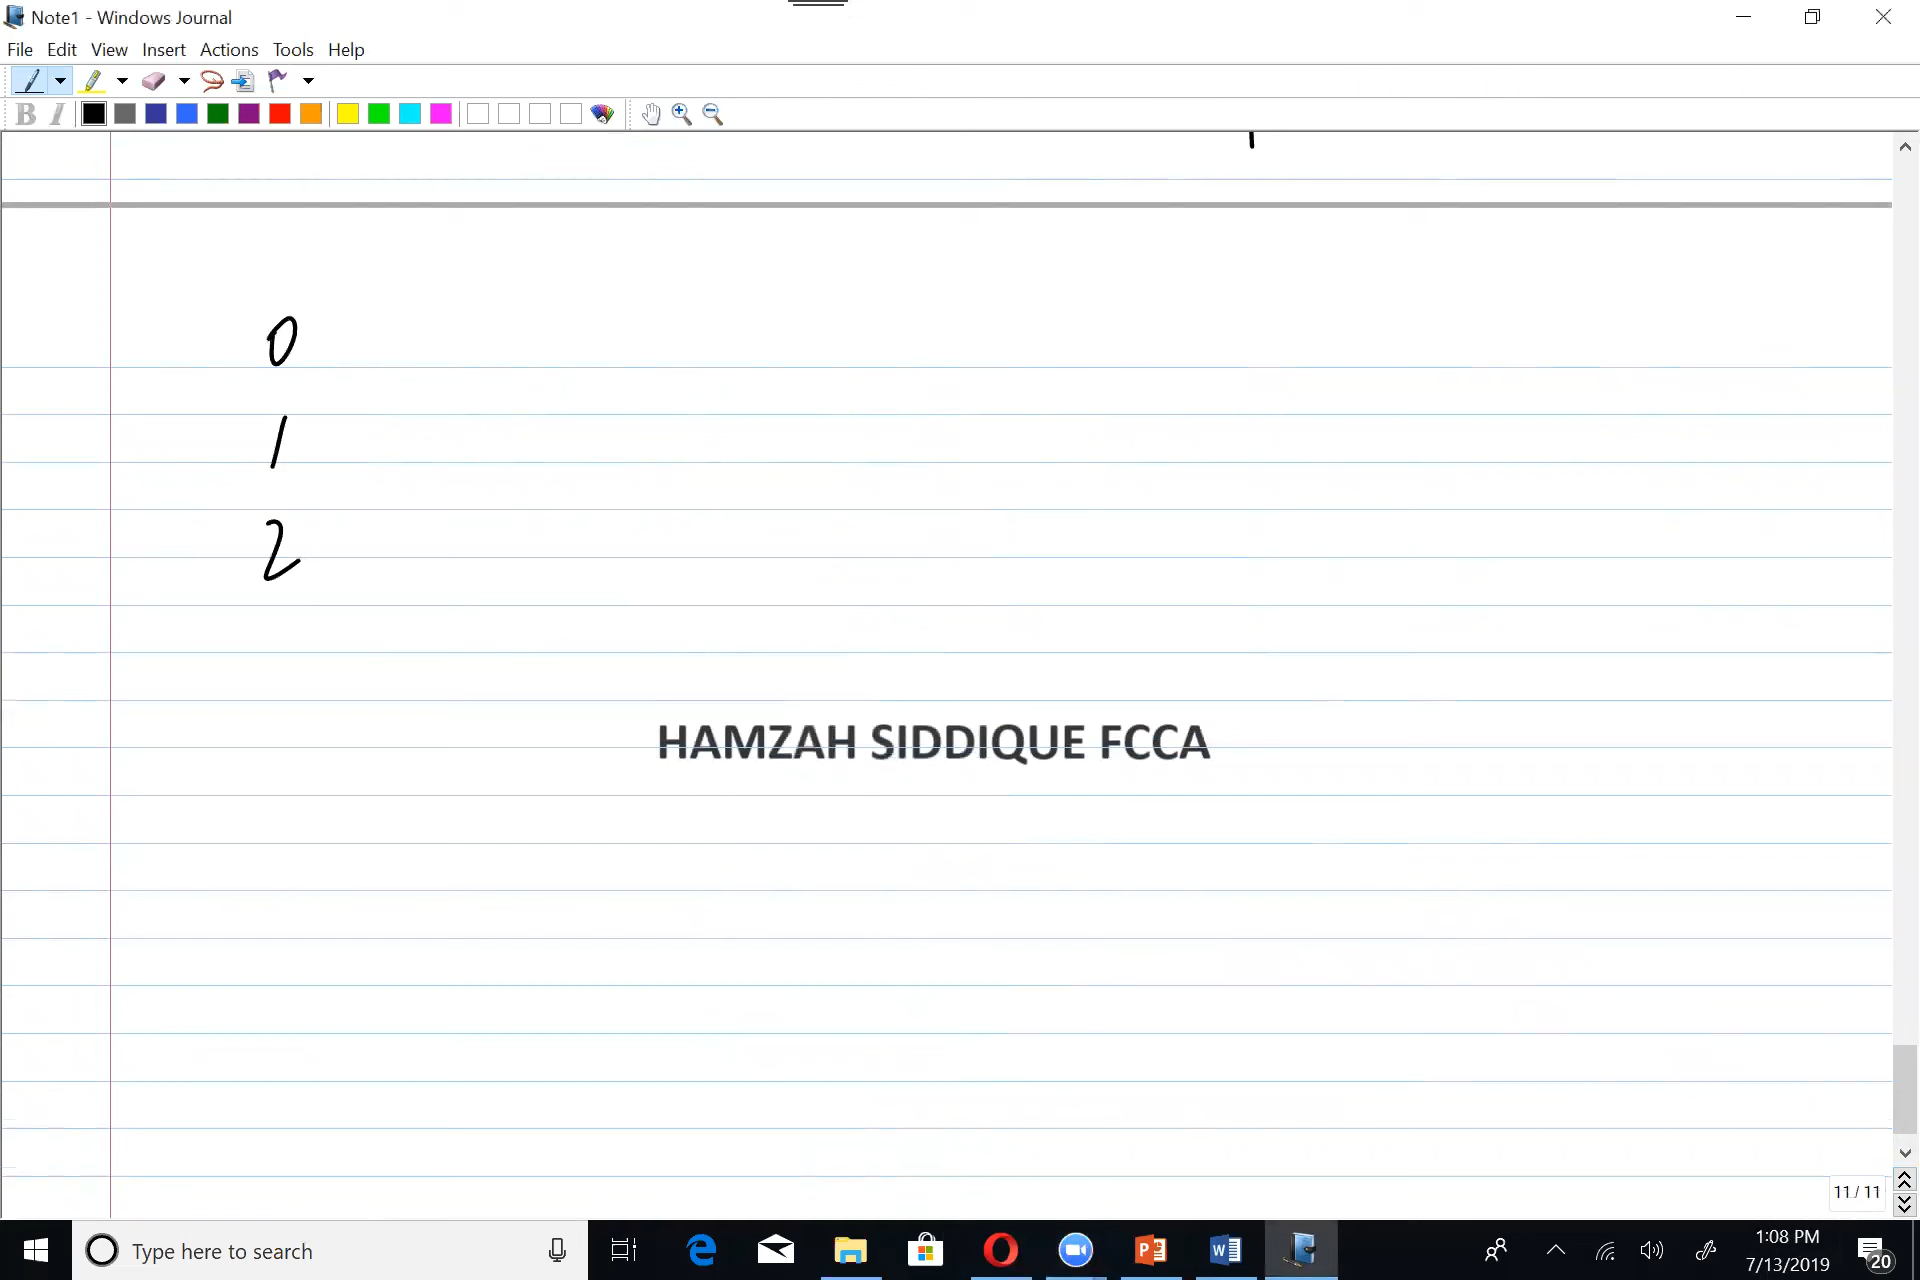 Note1 - Windows Journal
File Edit View Insert Actions Tools Help
B I
0
1
2
HAMZAH SIDDIQUE FCCA
11 / 11
Type here to search
1:08 PM
7/13/2019
20